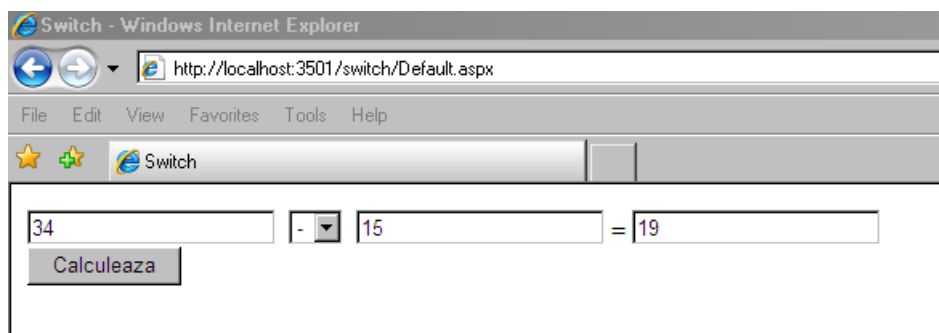 Switch - Windows Internet Explorer
http://localhost:3501/switch/Default.aspx
File Edit View Favorites Tools Help
Switch
34 - 15 = 19
Calculeaza